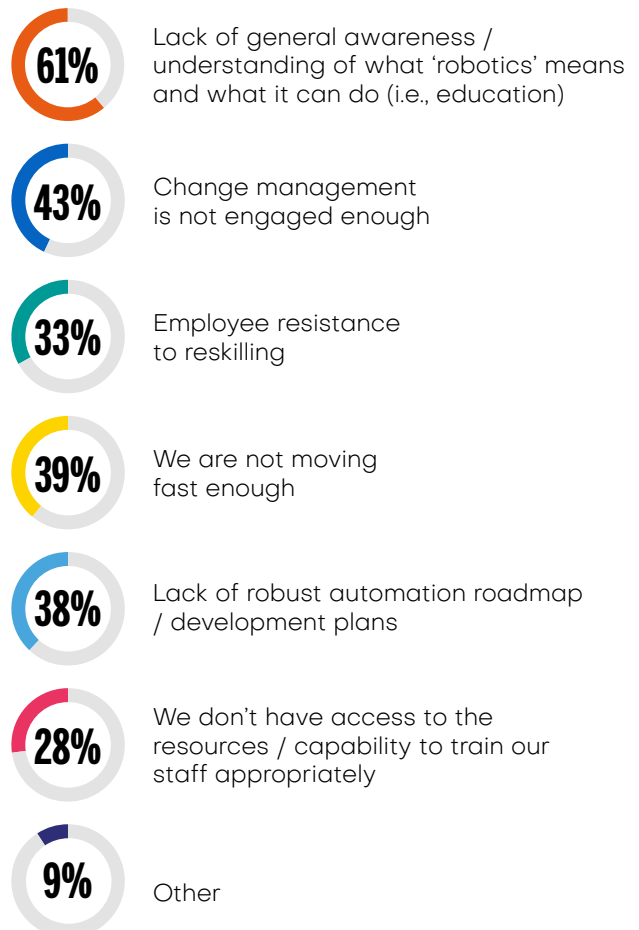 61%
Lack of general awareness /
understanding of what ‘robotics’ means
and what it can do (i.e., education)
43%
Change management
is not engaged enough
33%
Employee resistance
to reskilling
39%
We are not moving
fast enough
38%
Lack of robust automation roadmap
/ development plans
28%
We don’t have access to the
resources / capability to train our
staff appropriately
9%
Other